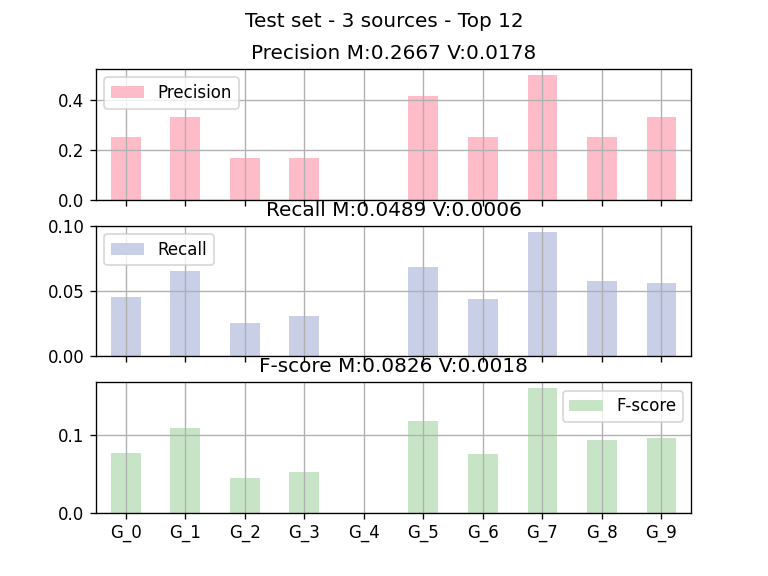 Test set - 3 sources - Top 12
Precision M:0.2667 V:0.0178
Precision
0.4
0.2
0.0
Recall M:0.0489 V:0.0006
Recall
0.10
0.05
0.00
F-score M:0.0826 V:0.0018
F-score
0.1
0.0
G_0 G_1 G_2 G_3 G_4 G_5 G_6 G_7 G_8 G_9